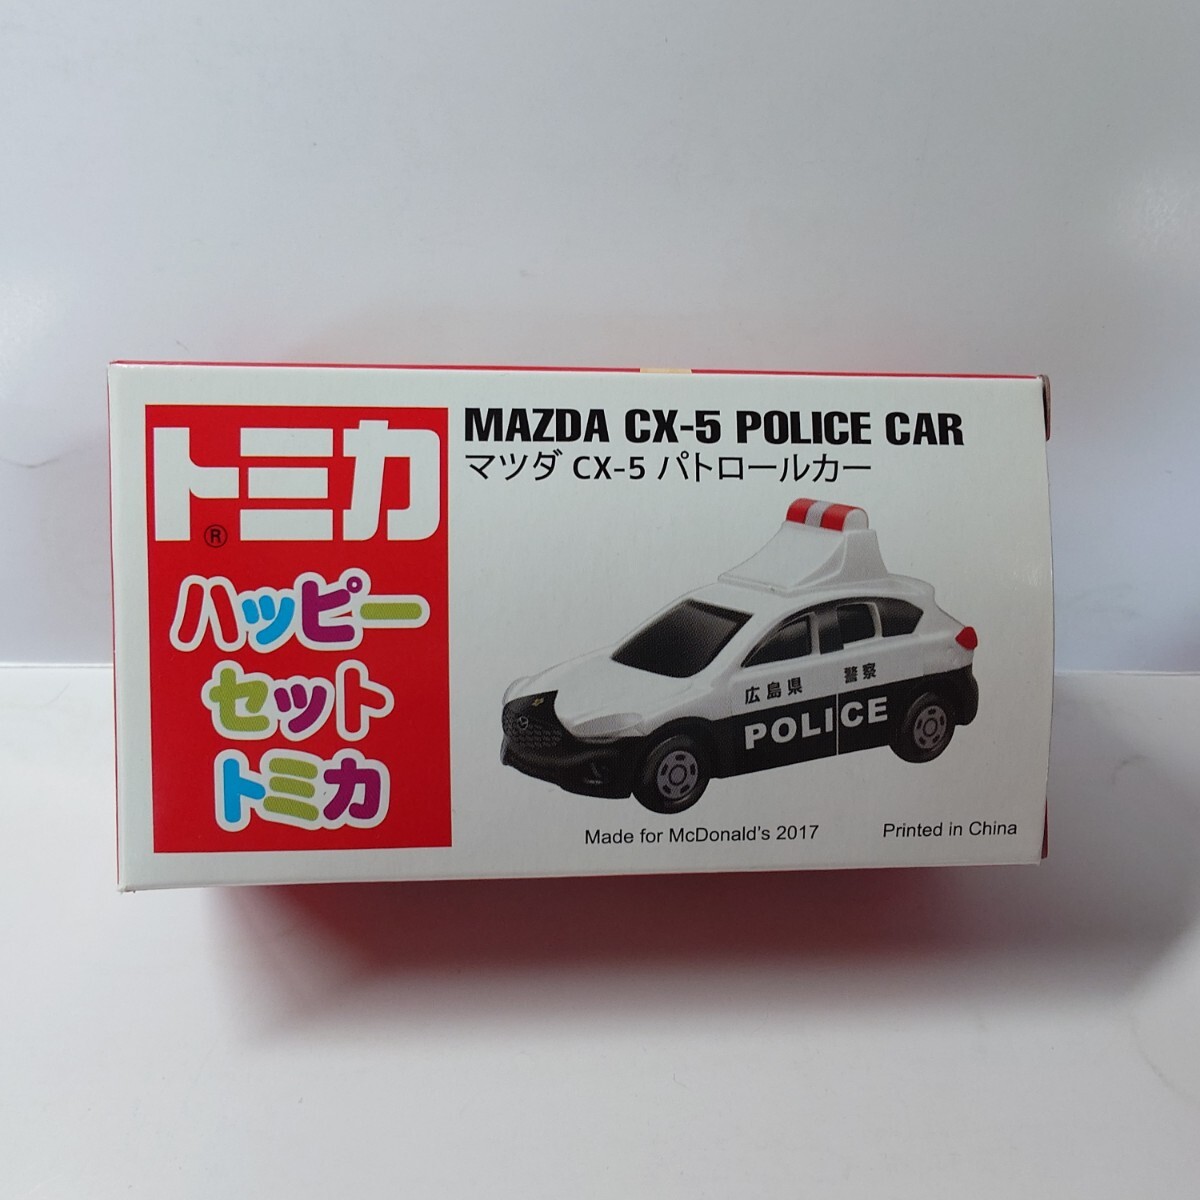 トミカ
®
ハッピー
セット
トミカ
MAZDA CX-5 POLICE CAR
マツダ CX-5 パトロールカー
広島県 警察
POLICE
Made for McDonald's 2017
Printed in China